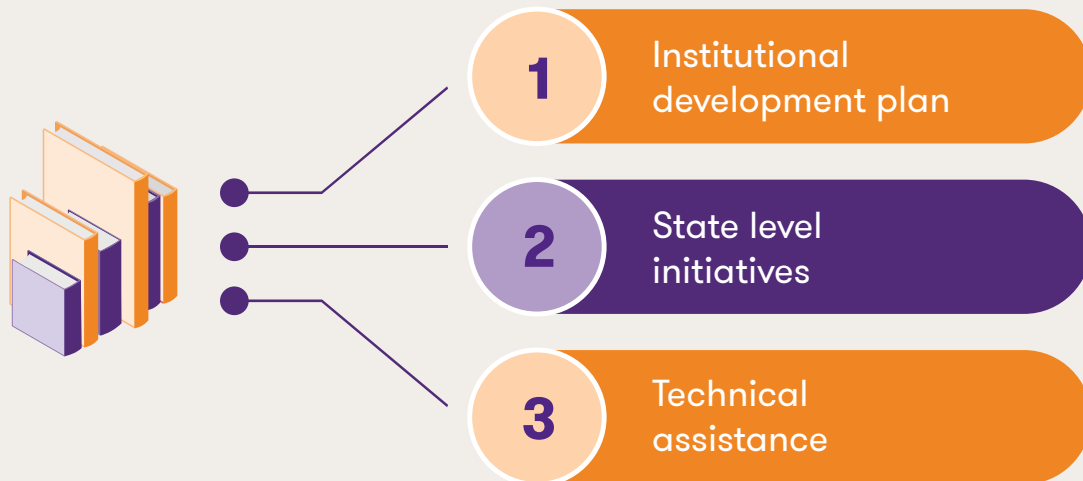 1
Institutional
development plan
2
State level
initiatives
3
Technical
assistance